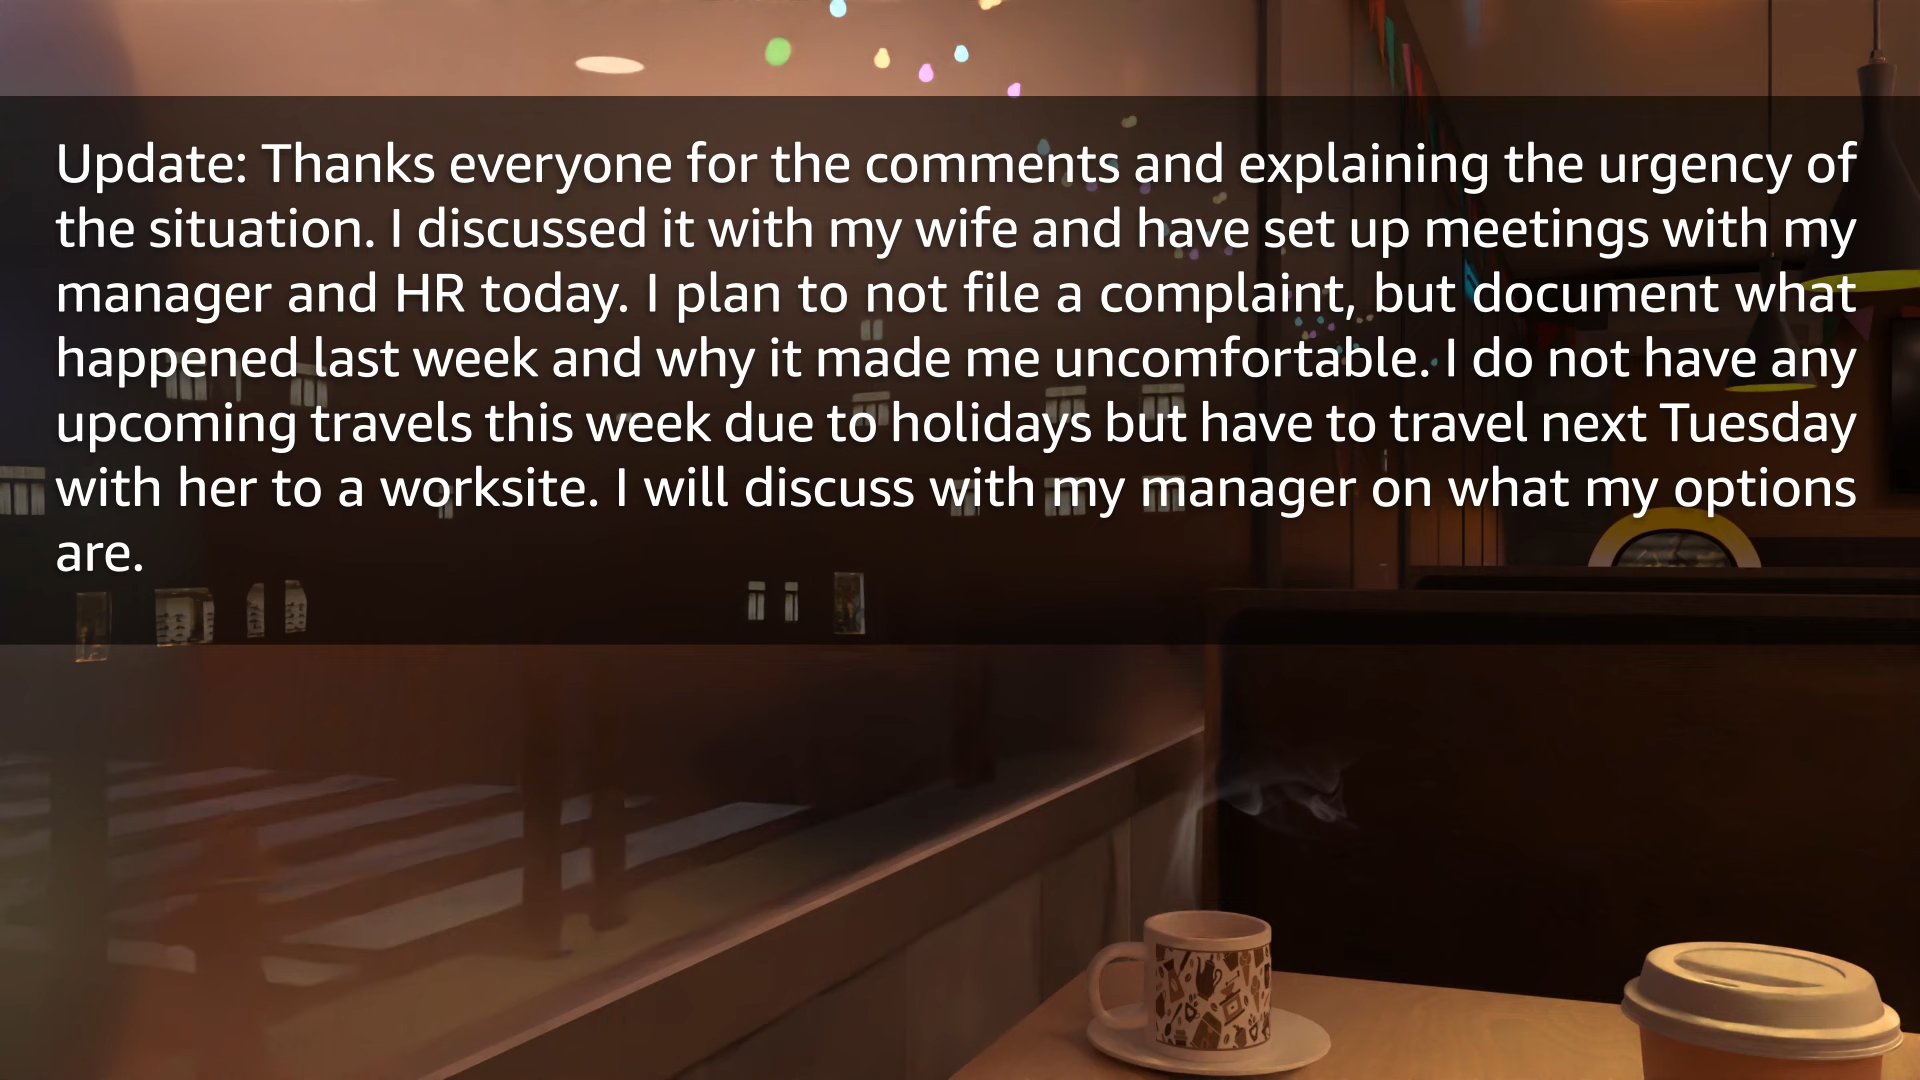 Update: Thanks everyone for the comments and explaining the urgency of
the situation. I discussed it with my wife and have set up meetings with my
manager and HR today. I plan to not file a complaint, but document what
happened last week and why it made me uncomfortable. I do not have any
upcoming travels this week due to holidays but have to travel next Tuesday
with her to a worksite. I will discuss with my manager on what my options
are.